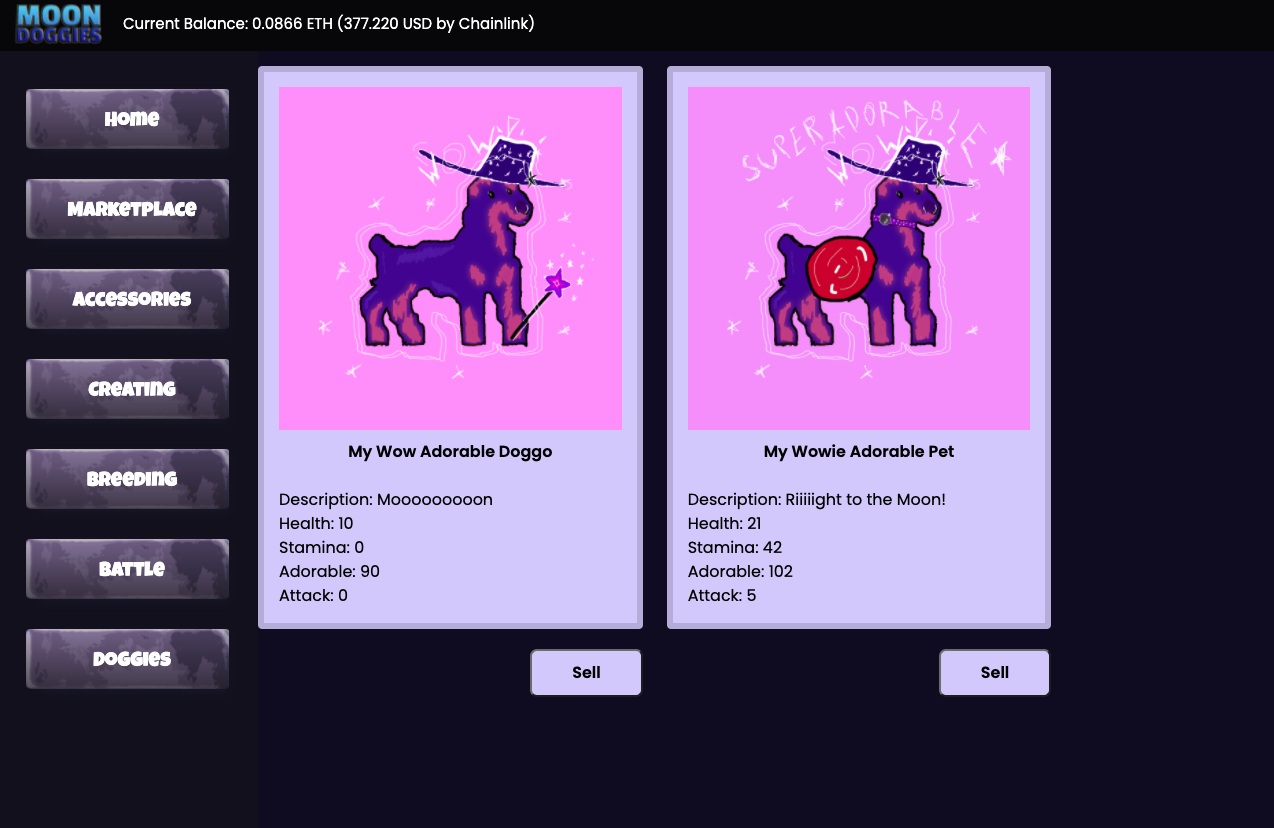 MOON
DOGGIES
Current Balance: 0.0866 ETH (377.220 USD by Chainlink)
Home
Marketplace
Accessories
Creating
Breeding
Battle
Doggies
WOWIE
My Wow Adorable Doggo
Description: Mooooooooon
Health: 10
Stamina: 0
Adorable: 90
Attack: 0
Sell
SUPER ADORABLE
WOWIE
My Wowie Adorable Pet
Description: Riiiiight to the Moon!
Health: 21
Stamina: 42
Adorable: 102
Attack: 5
Sell